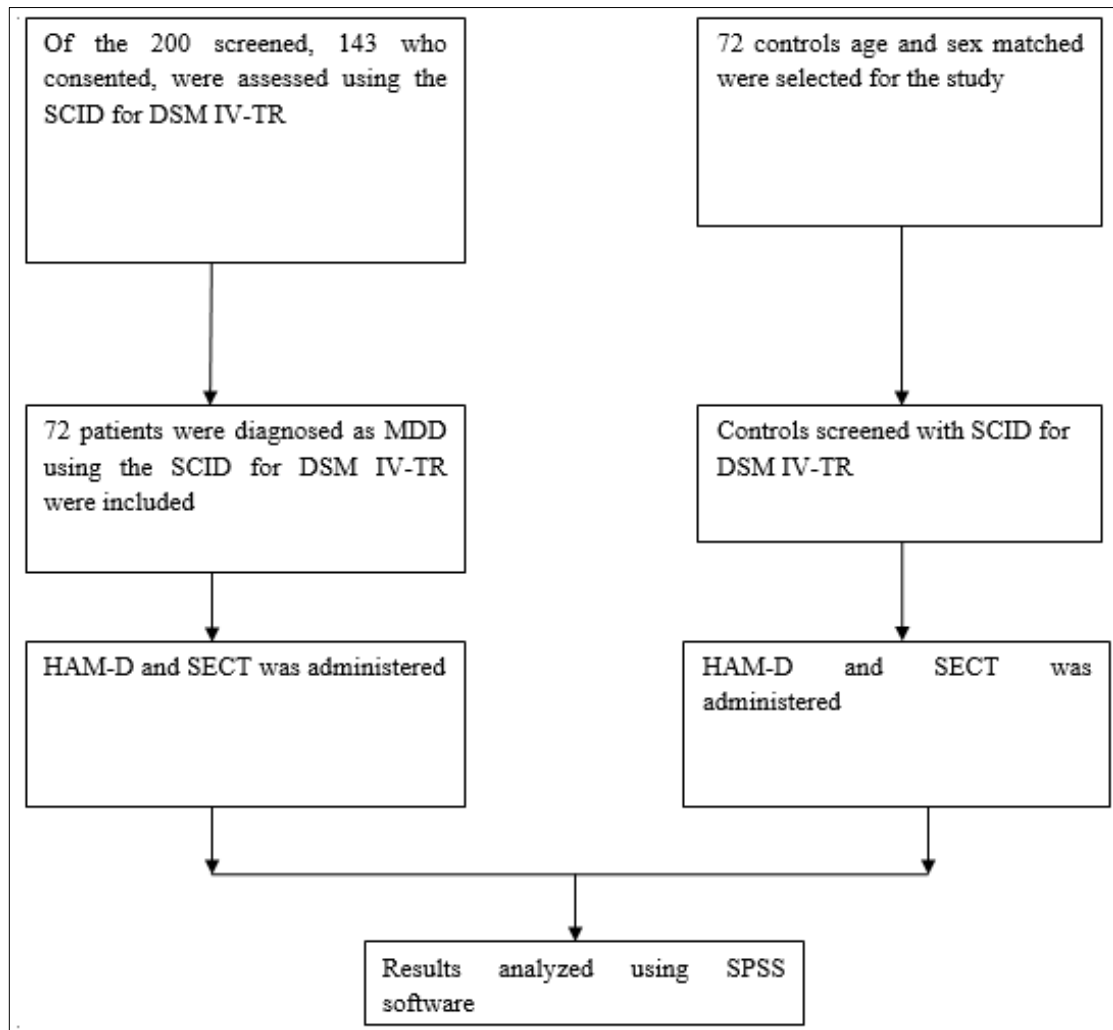 Of the 200 screened, 143 who
consented, were assessed using the
SCID for DSM IV-TR
72 controls age and sex matched
were selected for the study
72 patients were diagnosed as MDD
using the SCID for DSM IV-TR
were included
Controls screened with SCID for
DSM IV-TR
HAM-D and SECT was administered
HAM-D and SECT was
administered
Results analyzed using SPSS
software